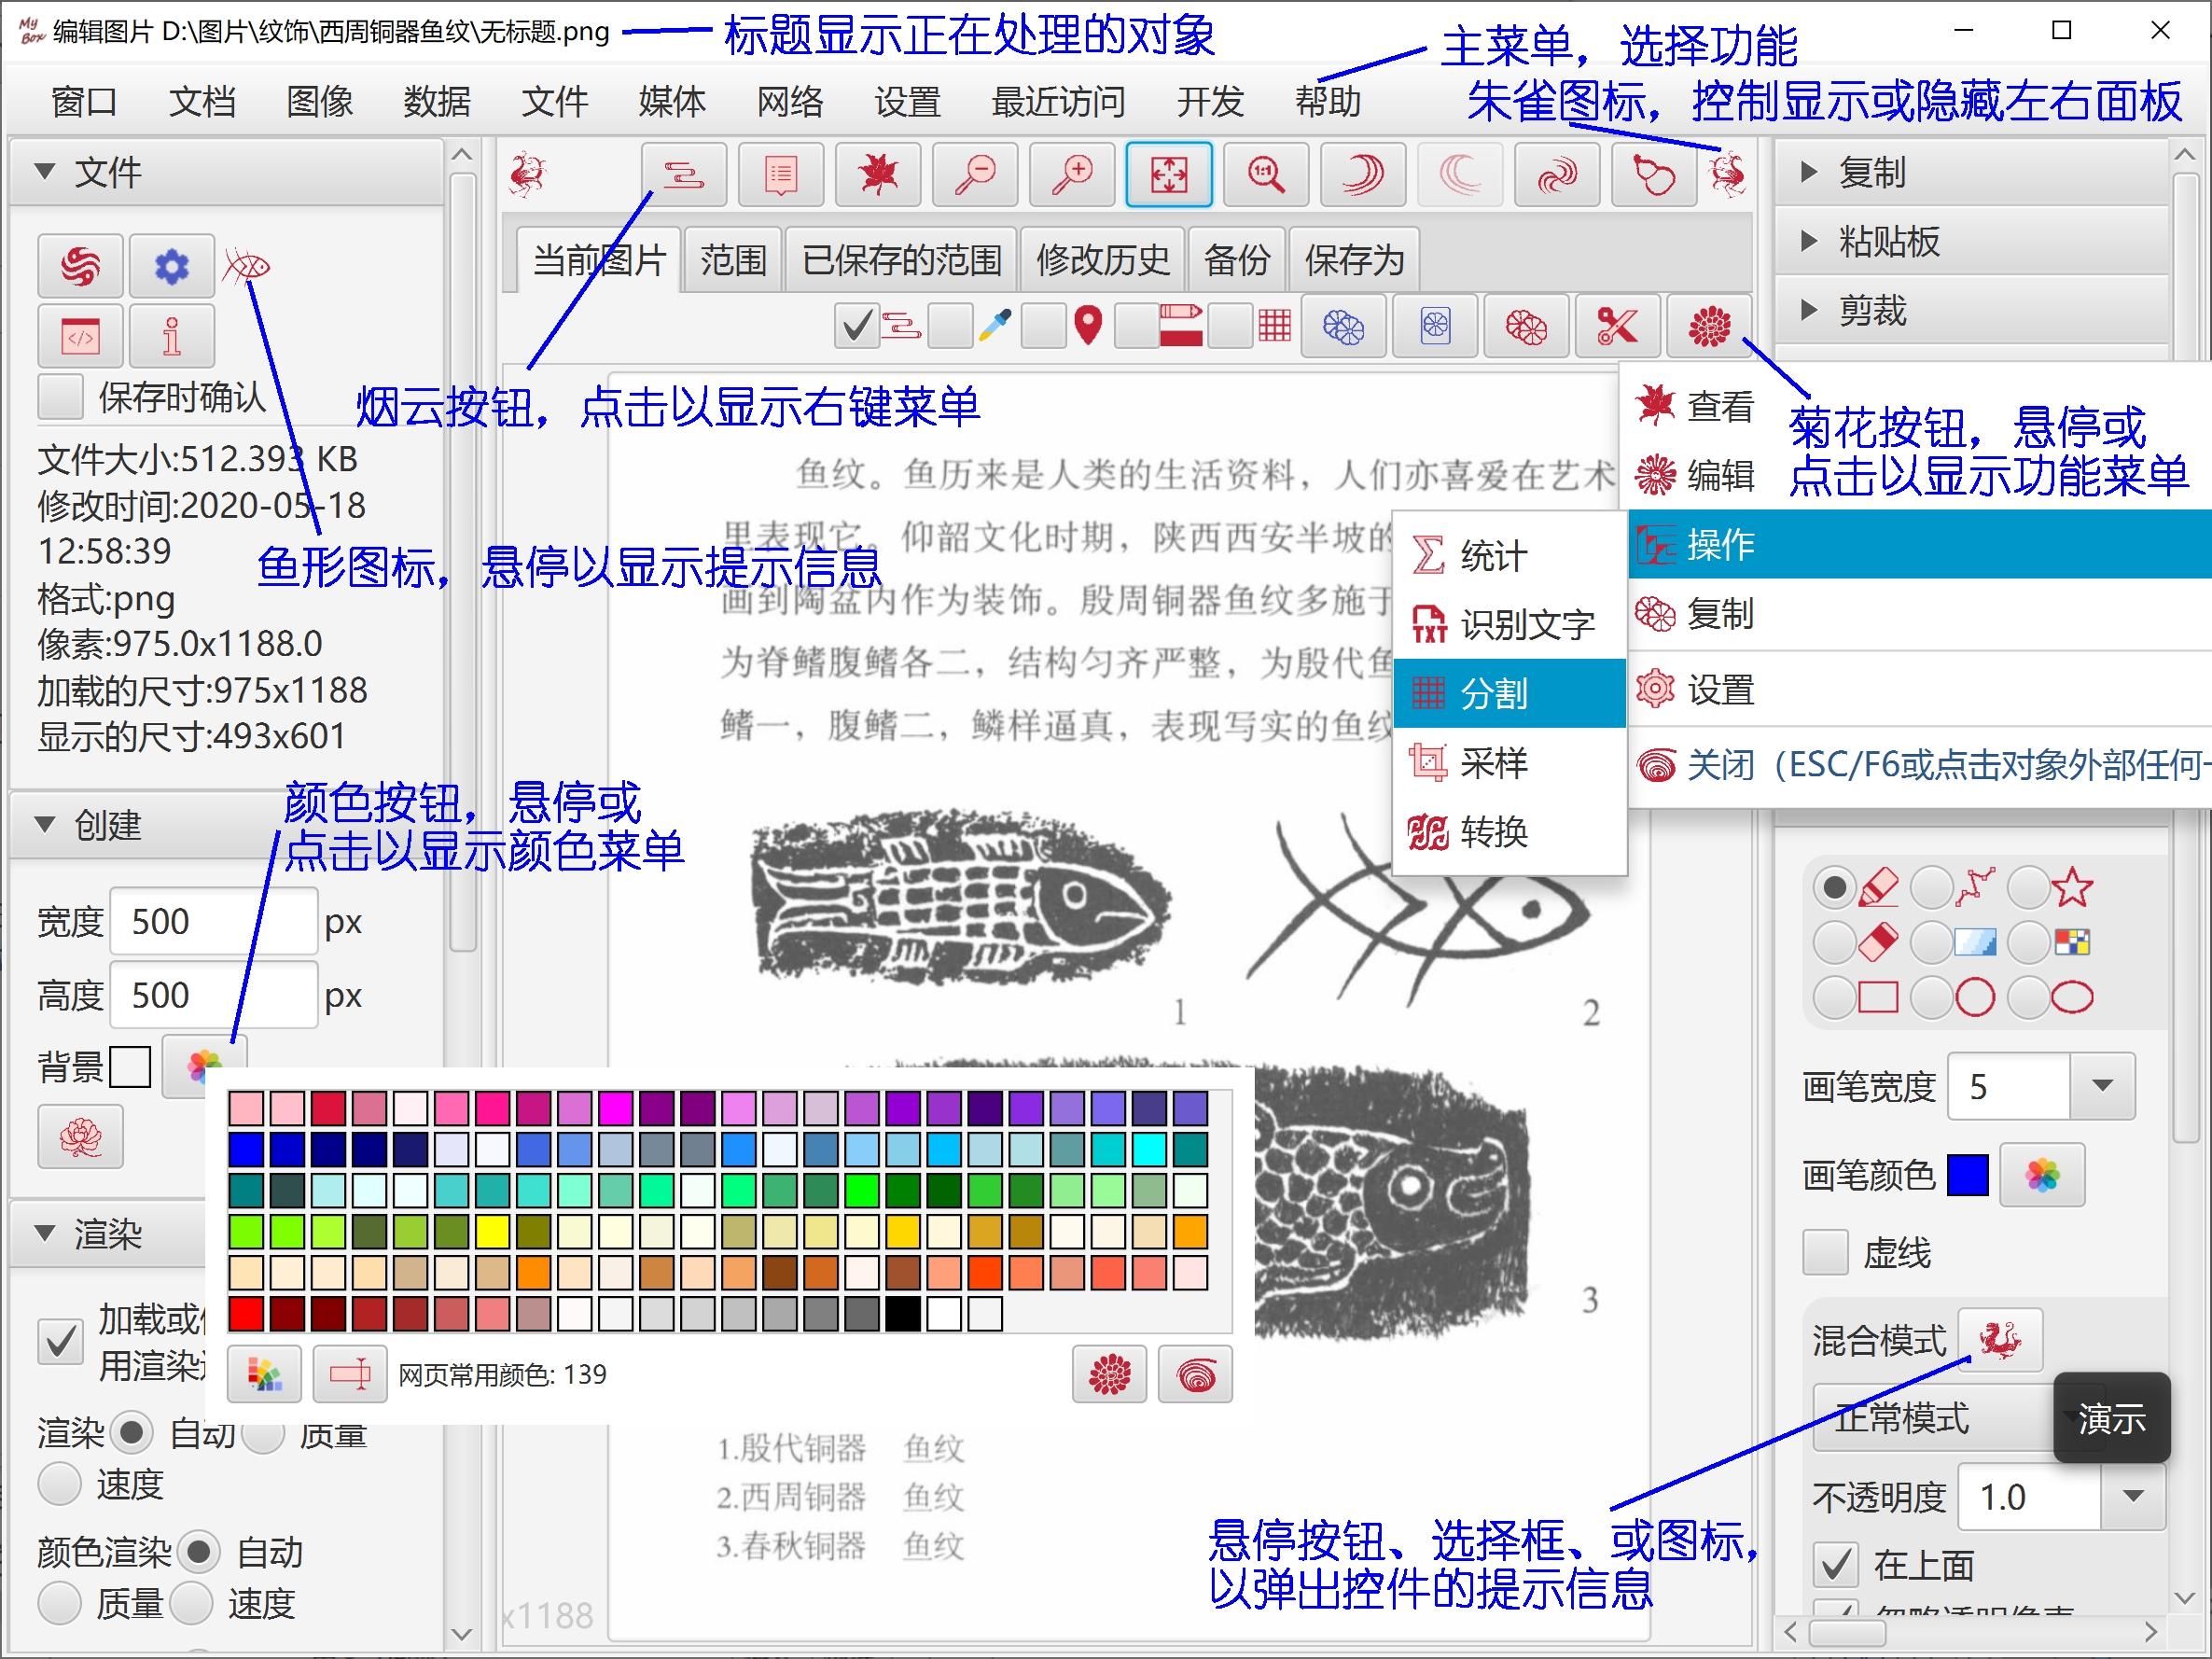 My Box 编辑图片 D:\图片\纹饰\西周铜器鱼纹\无标题.png
标题显示正在处理的对象
主菜单，选择功能
窗口 文档 图像 数据 文件 媒体 网络 设置 最近访问 开发 帮助
朱雀图标，控制显示或隐藏左右面板
文件
1:1
复制
粘贴板
剪裁
当前图片 范围 已保存的范围 修改历史 备份 保存为
保存时确认
烟云按钮，点击以显示右键菜单
菊花按钮，悬停或
点击以显示功能菜单
文件大小:512.393 KB
修改时间:2020-05-18
12:58:39
鱼形图标，悬停以显示提示信息
格式:png
像素:975.0x1188.0
加载的尺寸:975x1188
显示的尺寸:493x601
查看
编辑
操作
复制
设置
关闭（ESC/F6或点击对象外部任何
统计
TXT 识别文字
分割
采样
转换
鱼纹。鱼历来是人类的生活资料，人们亦喜爱在艺术
里表现它。仰韶文化时期，陕西西安半坡的
画到陶盆内作为装饰。殷周铜器鱼纹多施于
为脊鳍腹鳍各二，结构匀齐严整，为殷代鱼
鳍一，腹鳍二，鳞样逼真，表现写实的鱼纹
颜色按钮，悬停或
点击以显示颜色菜单
创建
宽度 500 px
高度 500 px
背景
1
2
3
渲染
加载或
用渲染
渲染 自动 质量
速度
颜色渲染 自动
质量 速度
网页常用颜色: 139
1.殷代铜器 鱼纹
2.西周铜器 鱼纹
3.春秋铜器 鱼纹
x1188
画笔宽度 5
画笔颜色
虚线
混合模式
正常模式
演示
不透明度 1.0
在上面
忽略透明像素
悬停按钮、选择框、或图标，
以弹出控件的提示信息